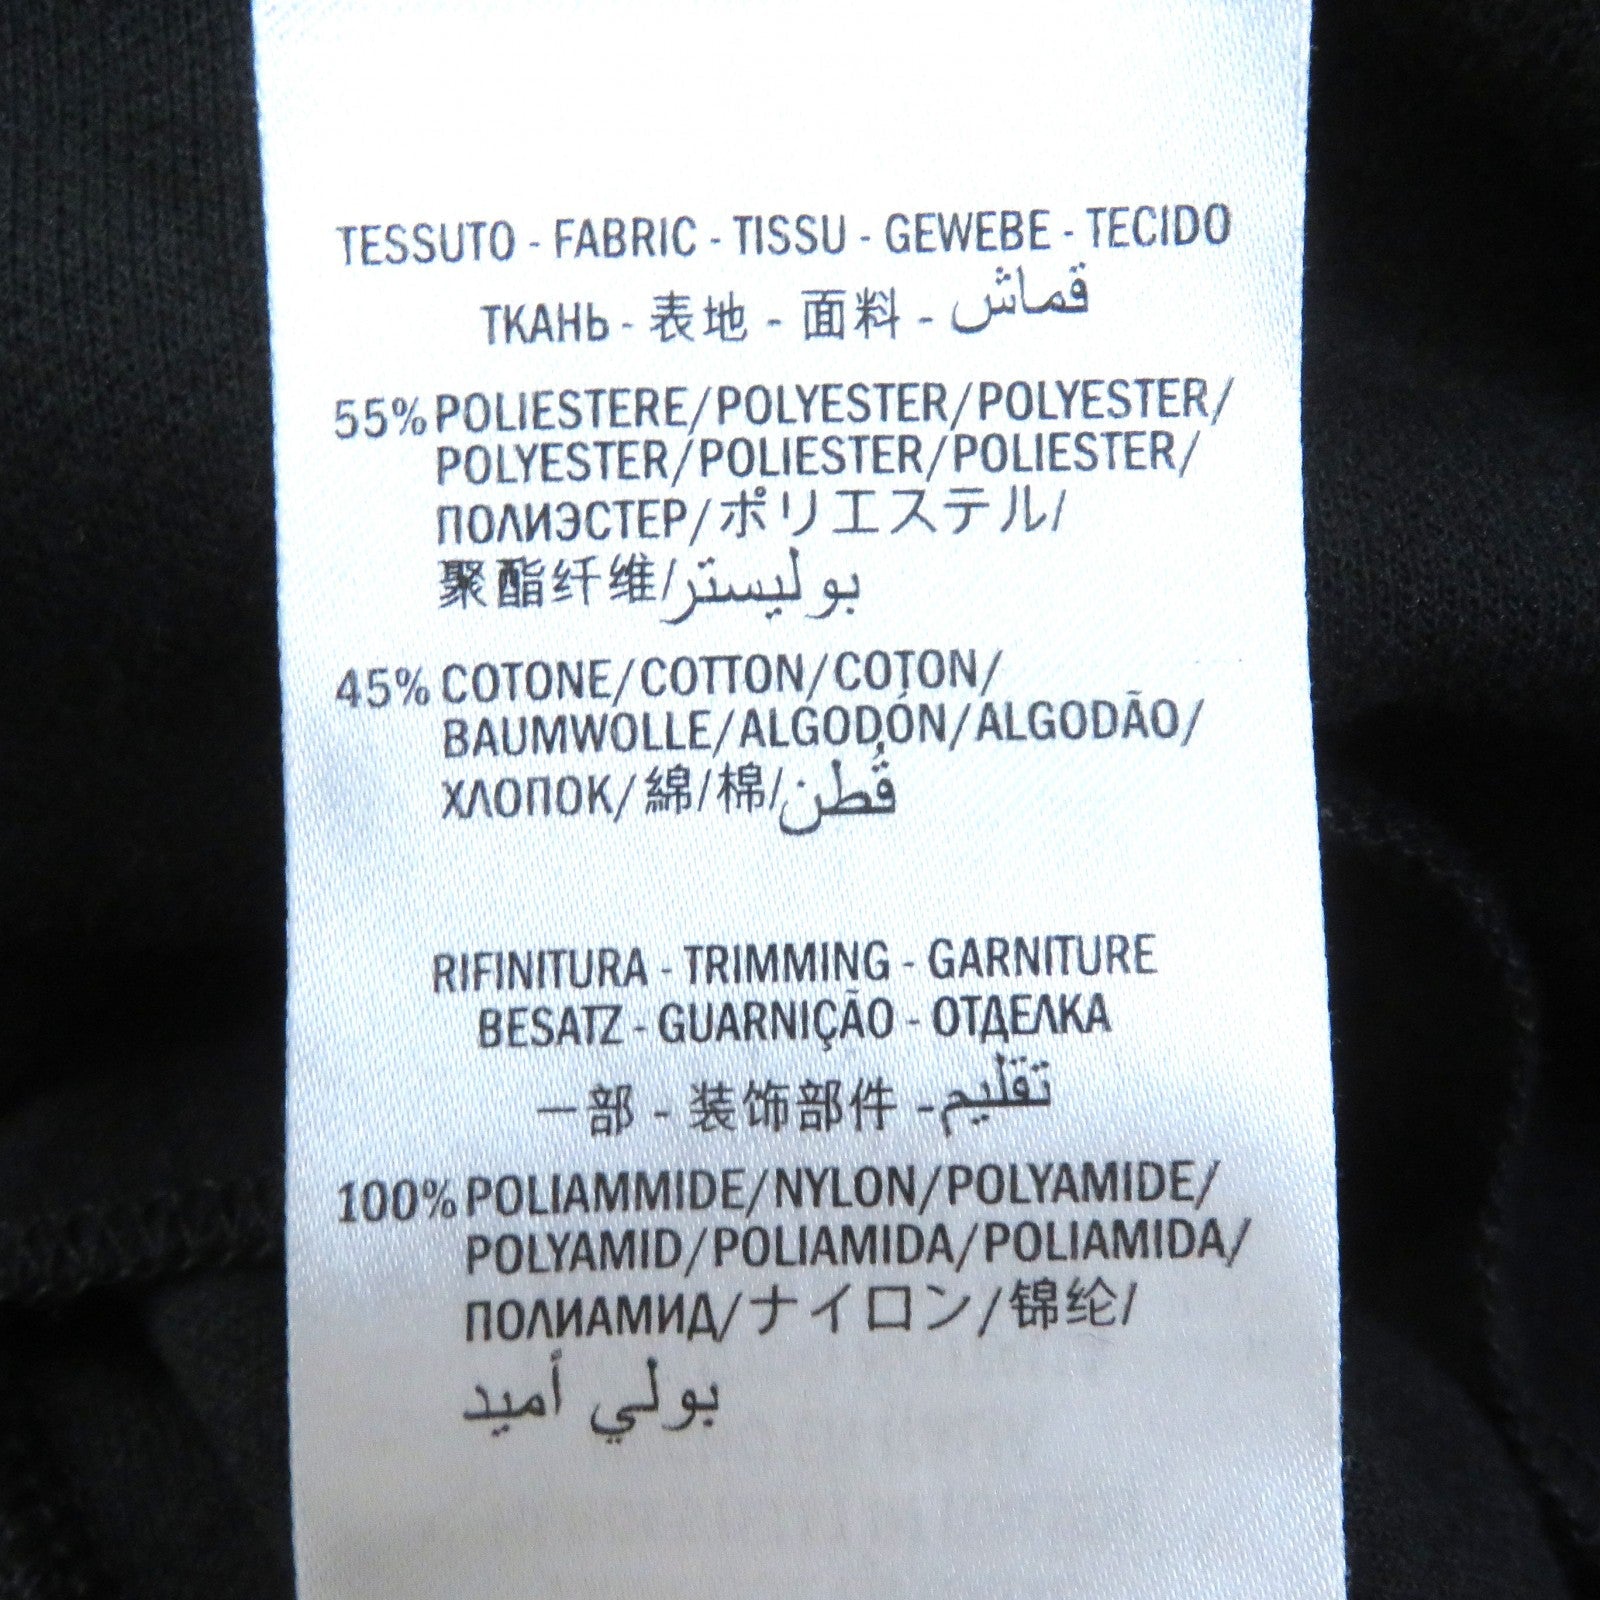 TESSUTO - FABRIC - TISSU - GEWEBE - TECIDO
ТКАНЬ - 表地 - 面料 - قماش
55% POLIESTERE/POLYESTER/POLYESTER/
POLYESTER/POLIESTER/POLIESTER/
ПОЛИЭСТЕР/ポリエステル/
聚酯纤维/بوليستر
45% COTONE/COTTON/COTON/
BAUMWOLLE/ALGODÓN/ALGODÃO/
ХЛОПОК/綿/棉/قُطن
RIFINITURA - TRIMMING - GARNITURE
BESATZ - GUARNIÇÃO - ОТДЕЛКА
一部 - 装饰部件 - تقليم
100% POLIAMMIDE/NYLON/POLYAMIDE/
POLYAMID/POLIAMIDA/POLIAMIDA/
ПОЛИАМИД/ナイロン/锦纶/
بولي أميد